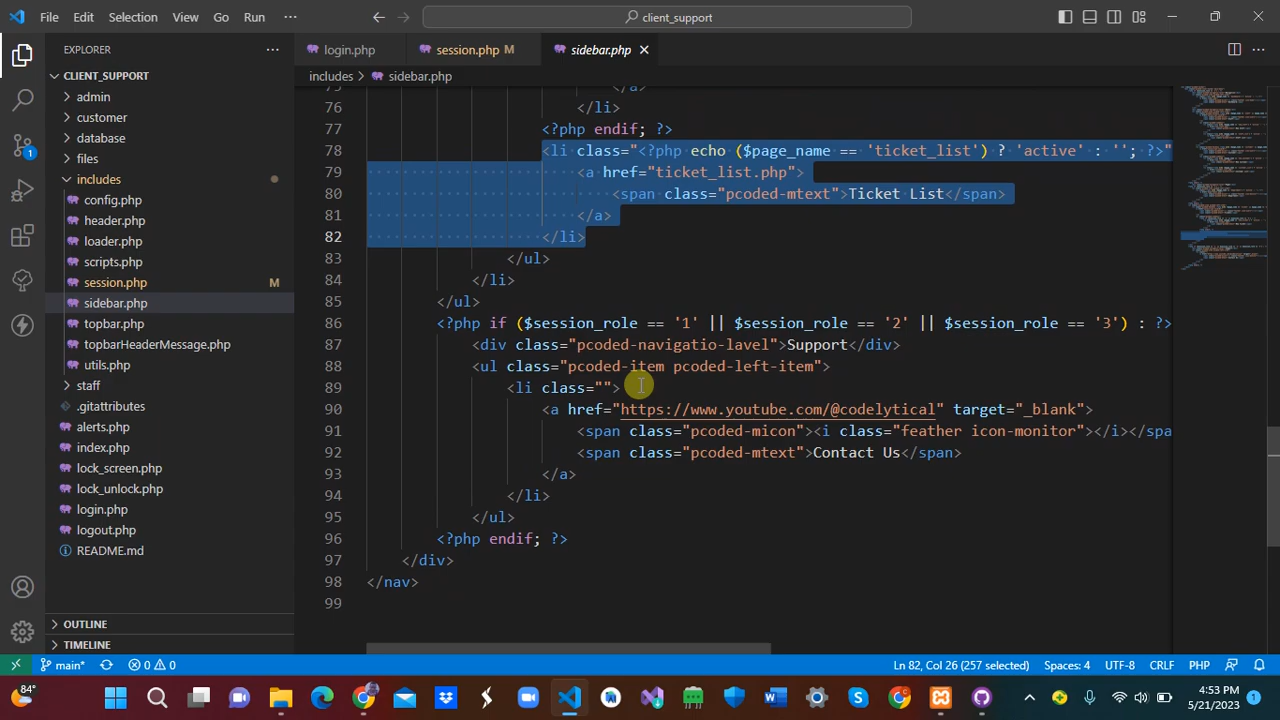 File Edit Selection View Go Run ··· client_support
EXPLORER ··· login.php session.php M sidebar.php
CLIENT_SUPPORT includes > sidebar.php
admin
customer
database
files
includes
config.php
header.php
loader.php
scripts.php
session.php M
sidebar.php
topbar.php
topbarHeaderMessage.php
utils.php
staff
.gitattributes
alerts.php
index.php
lock_screen.php
lock_unlock.php
login.php
logout.php
README.md
OUTLINE
TIMELINE
75 </a>
76 </li>
77 <?php endif; ?>
78 <li class="<?php echo ($page_name == 'ticket_list') ? 'active' : ''; ?>"
79 <a href="ticket_list.php">
80 <span class="pcoded-mtext">Ticket List</span>
81 </a>
82 </li>
83 </ul>
84 </li>
85 </ul>
86 <?php if ($session_role == '1' || $session_role == '2' || $session_role == '3') : ?>
87 <div class="pcoded-navigatio-lavel">Support</div>
88 <ul class="pcoded-item pcoded-left-item">
89 <li class="">
90 <a href="https://www.youtube.com/@codelytical" target="_blank">
91 <span class="pcoded-micon"><i class="feather icon-monitor"></i></spa
92 <span class="pcoded-mtext">Contact Us</span>
93 </a>
94 </li>
95 </ul>
96 <?php endif; ?>
97 </div>
98 </nav>
99
main* 0 0 Ln 82, Col 26 (257 selected) Spaces: 4 UTF-8 CRLF PHP
84° 4:53 PM
5/21/2023